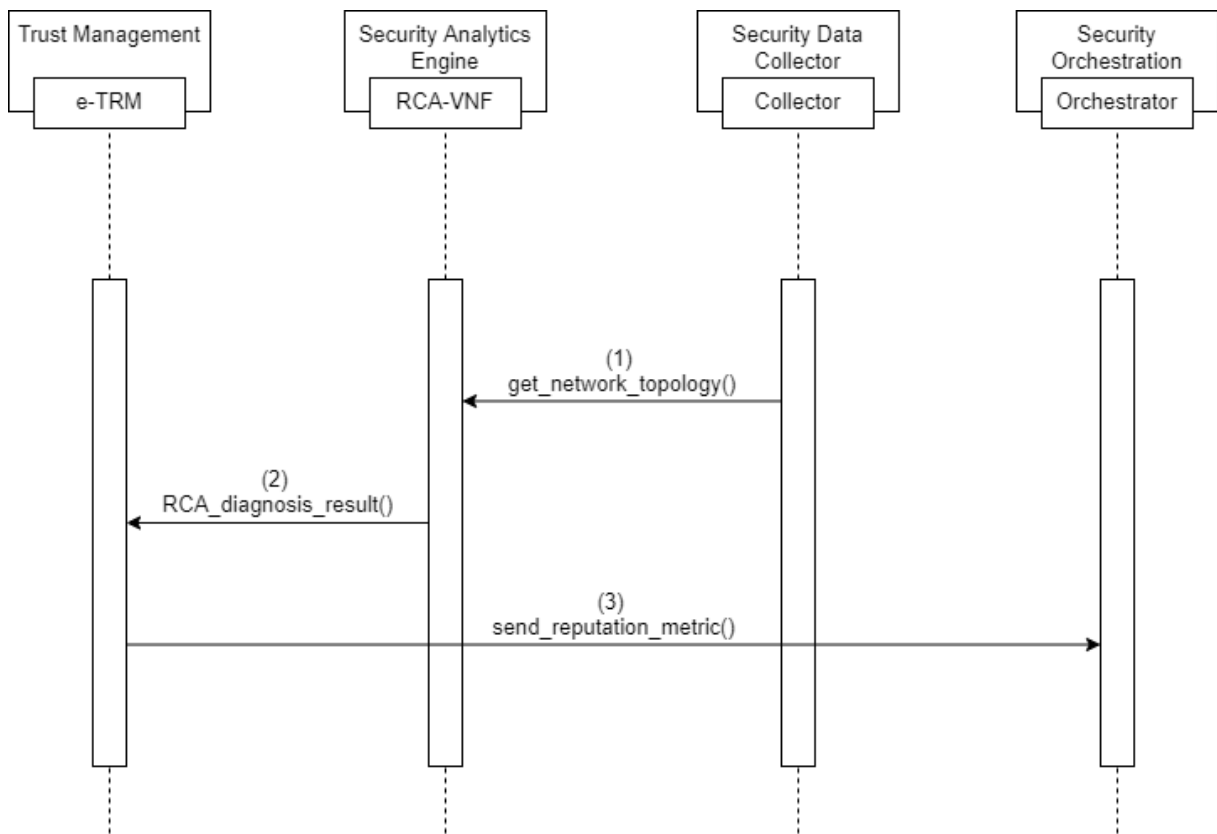 Trust Management
e-TRM
Security Analytics
Engine
RCA-VNF
Security Data
Collector
Collector
Security
Orchestration
Orchestrator
(1)
get_network_topology()
(2)
RCA_diagnosis_result()
(3)
send_reputation_metric()